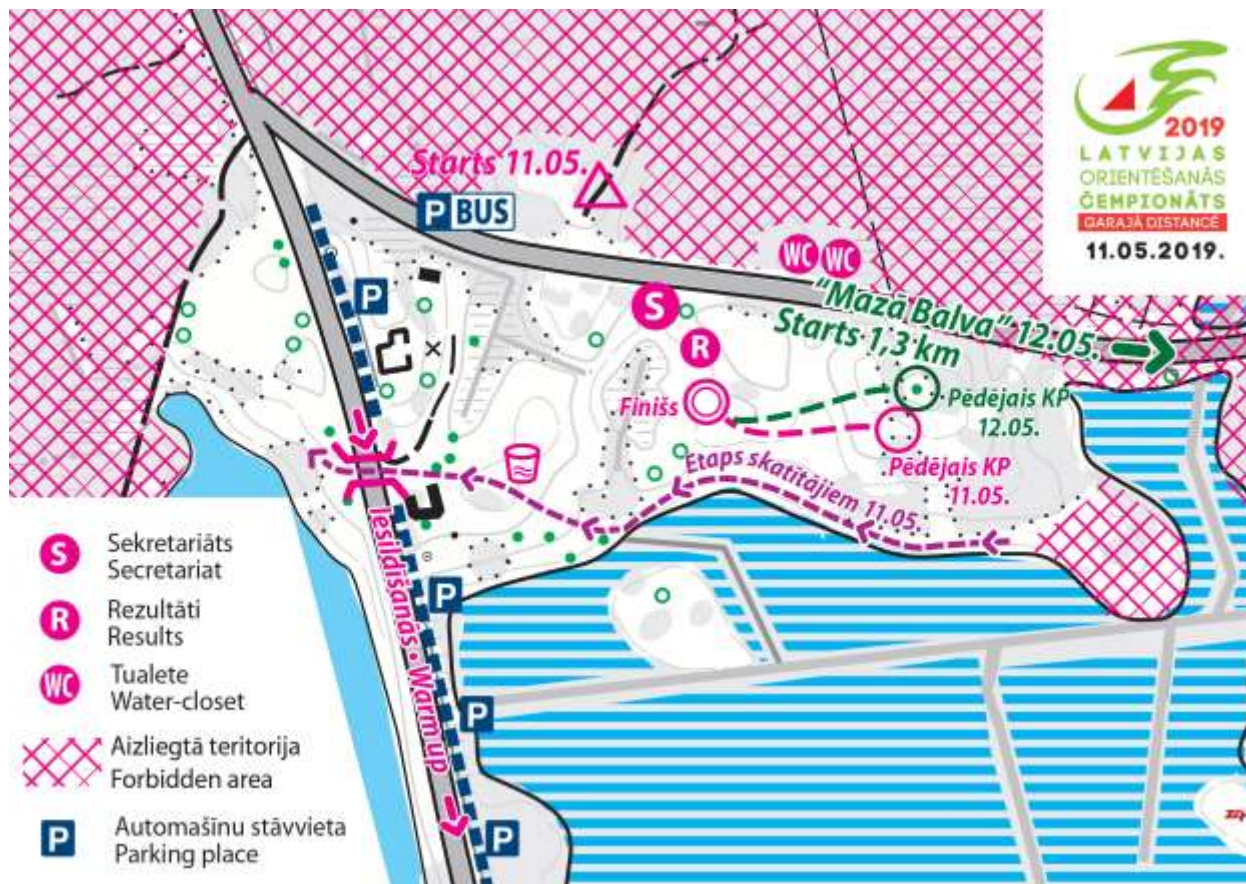 2019
LATVIJAS
ORIENTĒŠANĀS
ČEMPIONĀTS
GARAJĀ DISTANCĒ
11.05.2019.
Starts 11.05.
P BUS
WC WC
"Mazā Balva" 12.05.
Starts 1,3 km
S
R
P
Finišs
Pēdējais KP
12.05.
Pēdējais KP
11.05.
Etaps skatītājiem 11.05.
Iesildīšanās • Warm up
P
P
P
S
Sekretariāts
Secretariat
R
Rezultāti
Results
WC
Tualete
Water-closet
Aizliegtā teritorija
Forbidden area
P
Automašīnu stāvvieta
Parking place